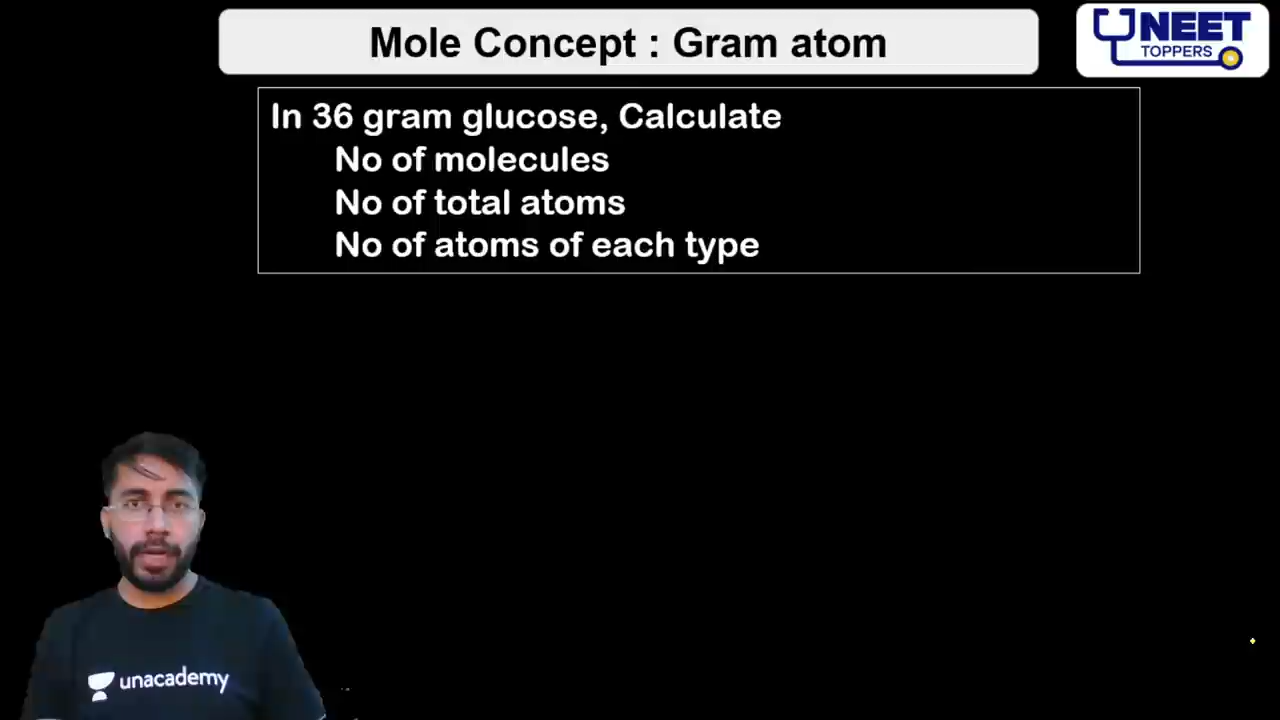 Mole Concept : Gram atom
NEET
TOPPERS
In 36 gram glucose, Calculate
No of molecules
No of total atoms
No of atoms of each type
unacademy